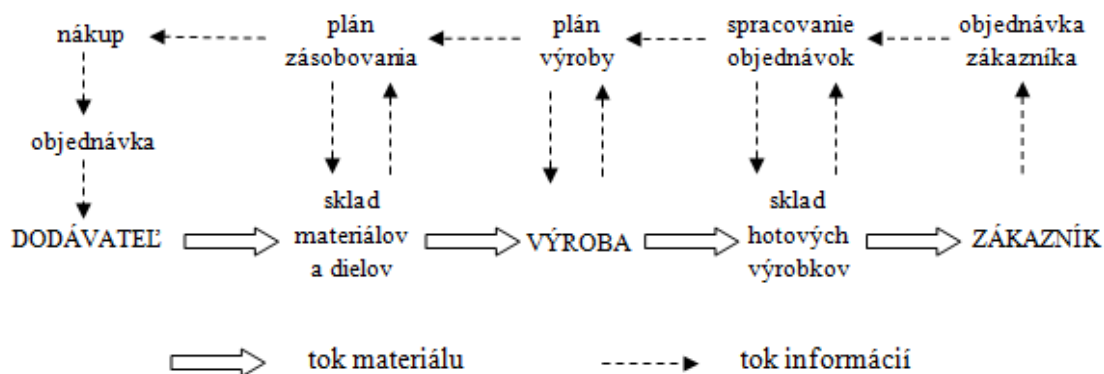 nákup
plán
zásobovania
plán
výroby
spracovanie
objednávok
objednávka
zákazníka
objednávka
DODÁVATEĽ
sklad
materiálov
a dielov
VÝROBA
sklad
hotových
výrobkov
ZÁKAZNÍK
tok materiálu
tok informácií